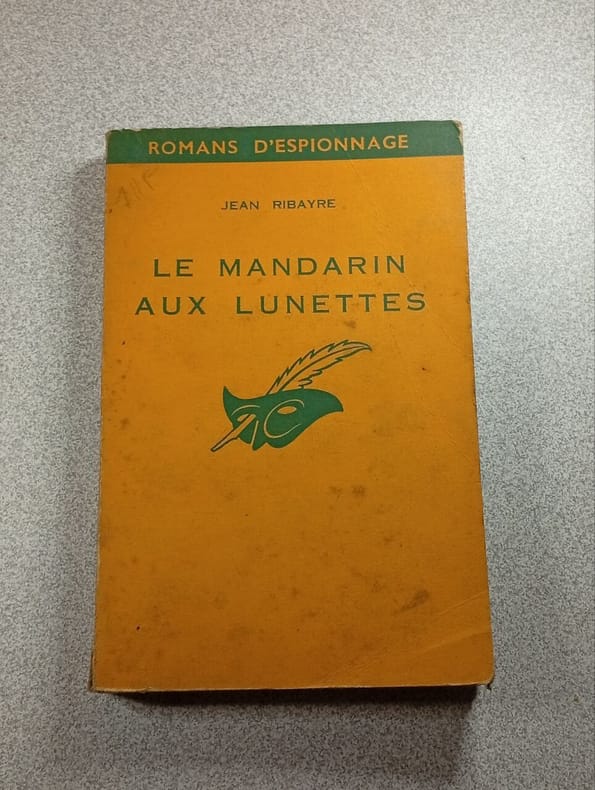 ROMANS D'ESPIONNAGE
JEAN RIBAYRE
LE MANDARIN
AUX LUNETTES